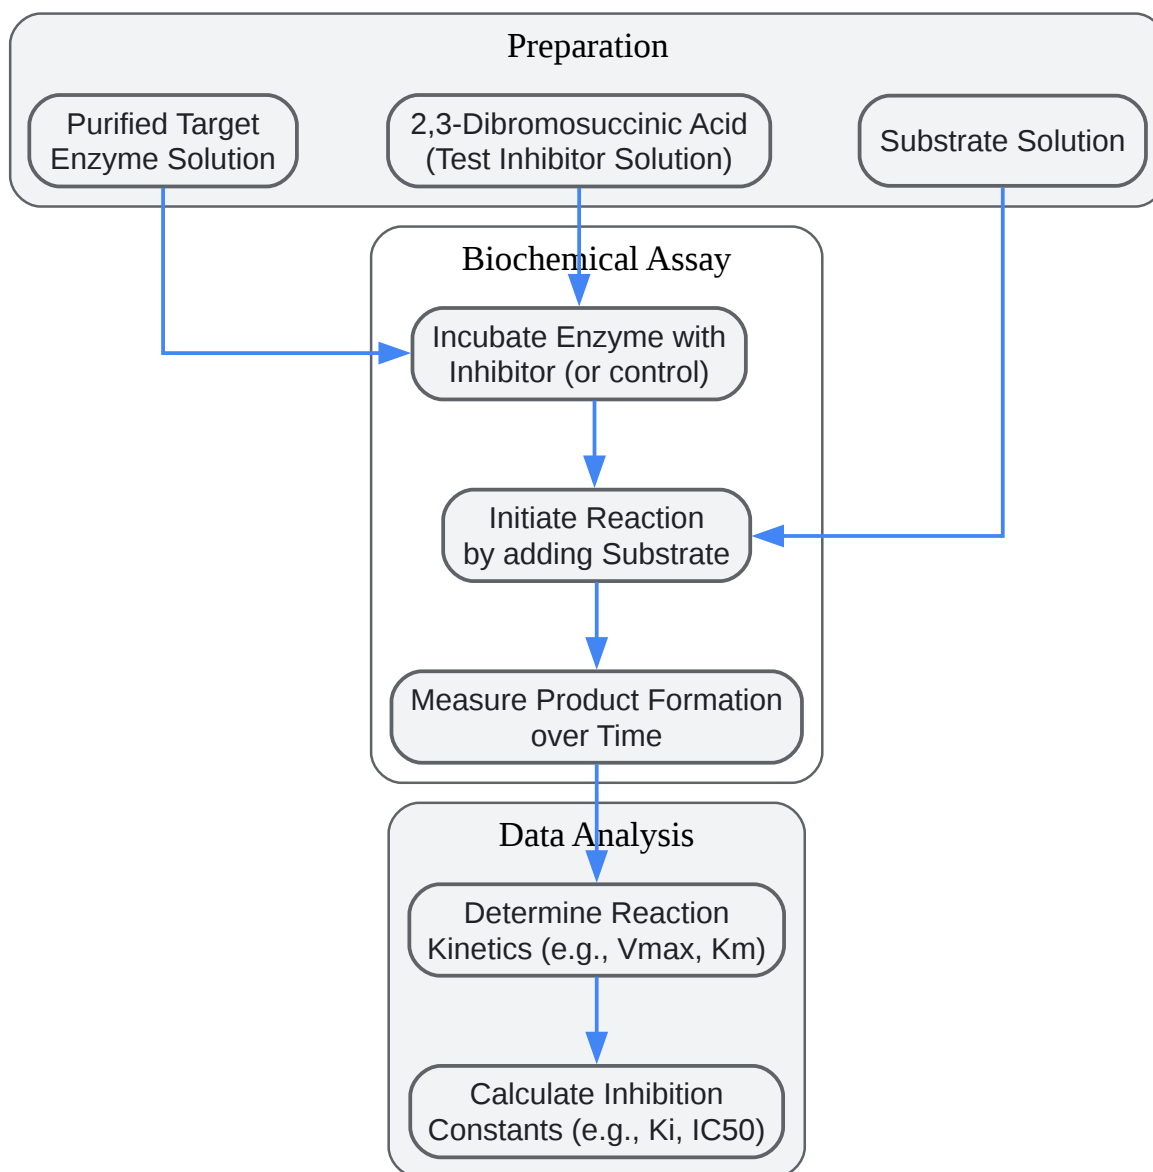 Preparation
Purified Target
Enzyme Solution
2,3-Dibromosuccinic Acid
(Test Inhibitor Solution)
Substrate Solution
Biochemical Assay
Incubate Enzyme with
Inhibitor (or control)
Initiate Reaction
by adding Substrate
Measure Product Formation
over Time
Data Analysis
Determine Reaction
Kinetics (e.g., Vmax, Km)
Calculate Inhibition
Constants (e.g., Ki, IC50)